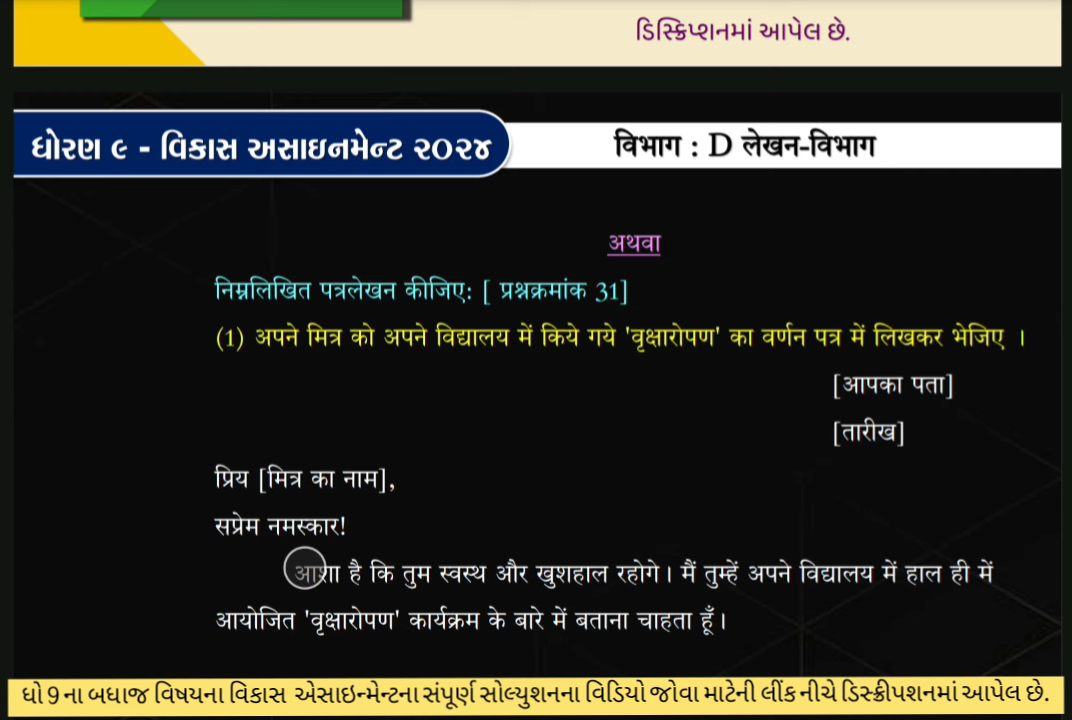 ડિસ્ક્રિપ્શનમાં આપેલ છે.
ધોરણ ૯ - વિકાસ અસાઇનમેન્ટ ૨૦૨૪
विभाग : D लेखन-विभाग
अथवा
निम्नलिखित पत्रलेखन कीजिए: [ प्रश्नक्रमांक 31]
(1) अपने मित्र को अपने विद्यालय में किये गये 'वृक्षारोपण' का वर्णन पत्र में लिखकर भेजिए ।
[आपका पता]
[तारीख]
प्रिय [मित्र का नाम],
सप्रेम नमस्कार!
आशा है कि तुम स्वस्थ और खुशहाल रहोगे। मैं तुम्हें अपने विद्यालय में हाल ही में
आयोजित 'वृक्षारोपण' कार्यक्रम के बारे में बताना चाहता हूँ।
ધો 9 ના બધાજ વિષયના વિકાસ એસાઇન્મેન્ટના સંપૂર્ણ સોલ્યુશનના વિડિયો જોવા માટેની લીંક નીચે ડિસ્ક્રીપશનમાં આપેલ છે.